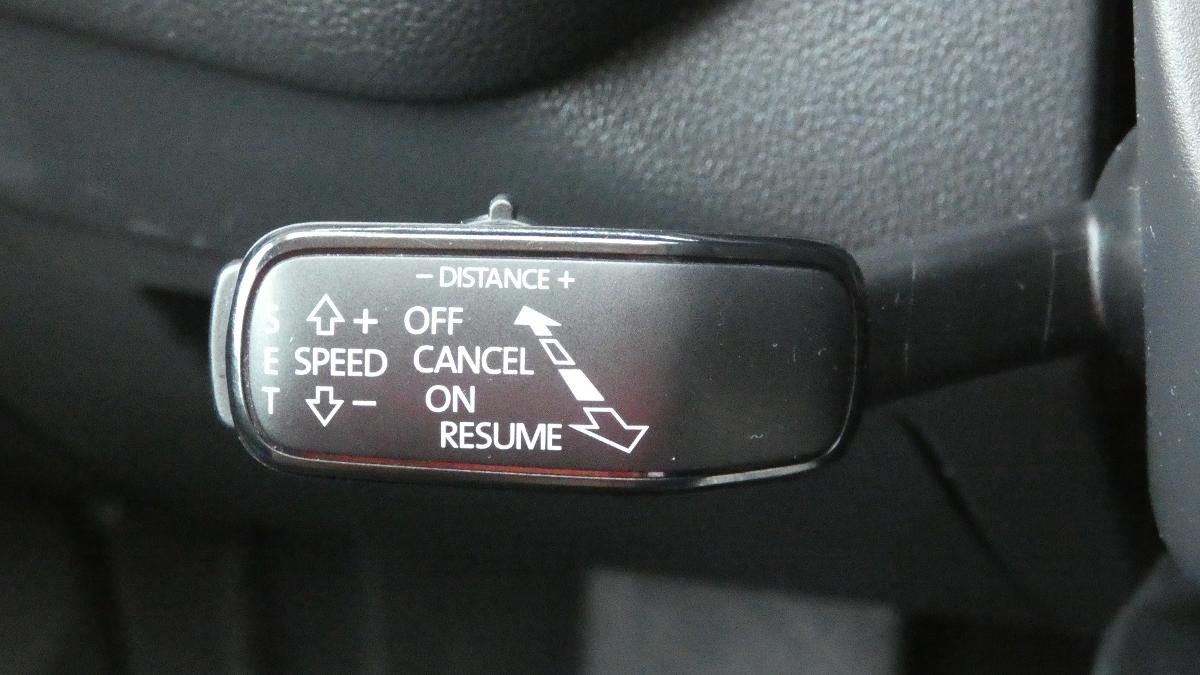 − DISTANCE +
S + OFF
E SPEED CANCEL
T − ON
RESUME